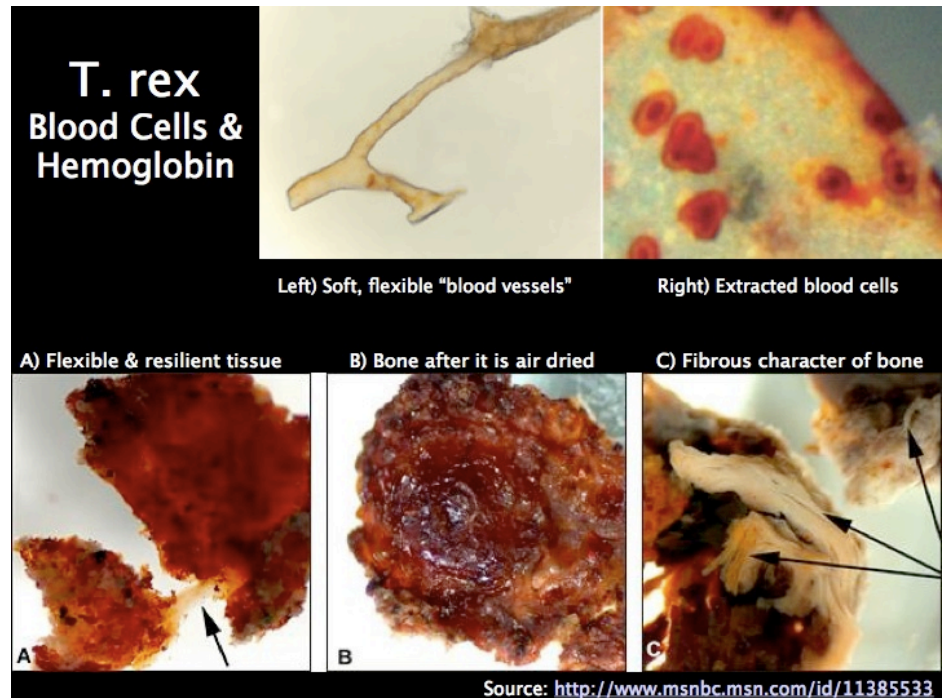 T. rex
Blood Cells &
Hemoglobin
Left) Soft, flexible “blood vessels”
Right) Extracted blood cells
A) Flexible & resilient tissue
B) Bone after it is air dried
C) Fibrous character of bone
A
B
C
Source: http://www.msnbc.msn.com/id/11385533